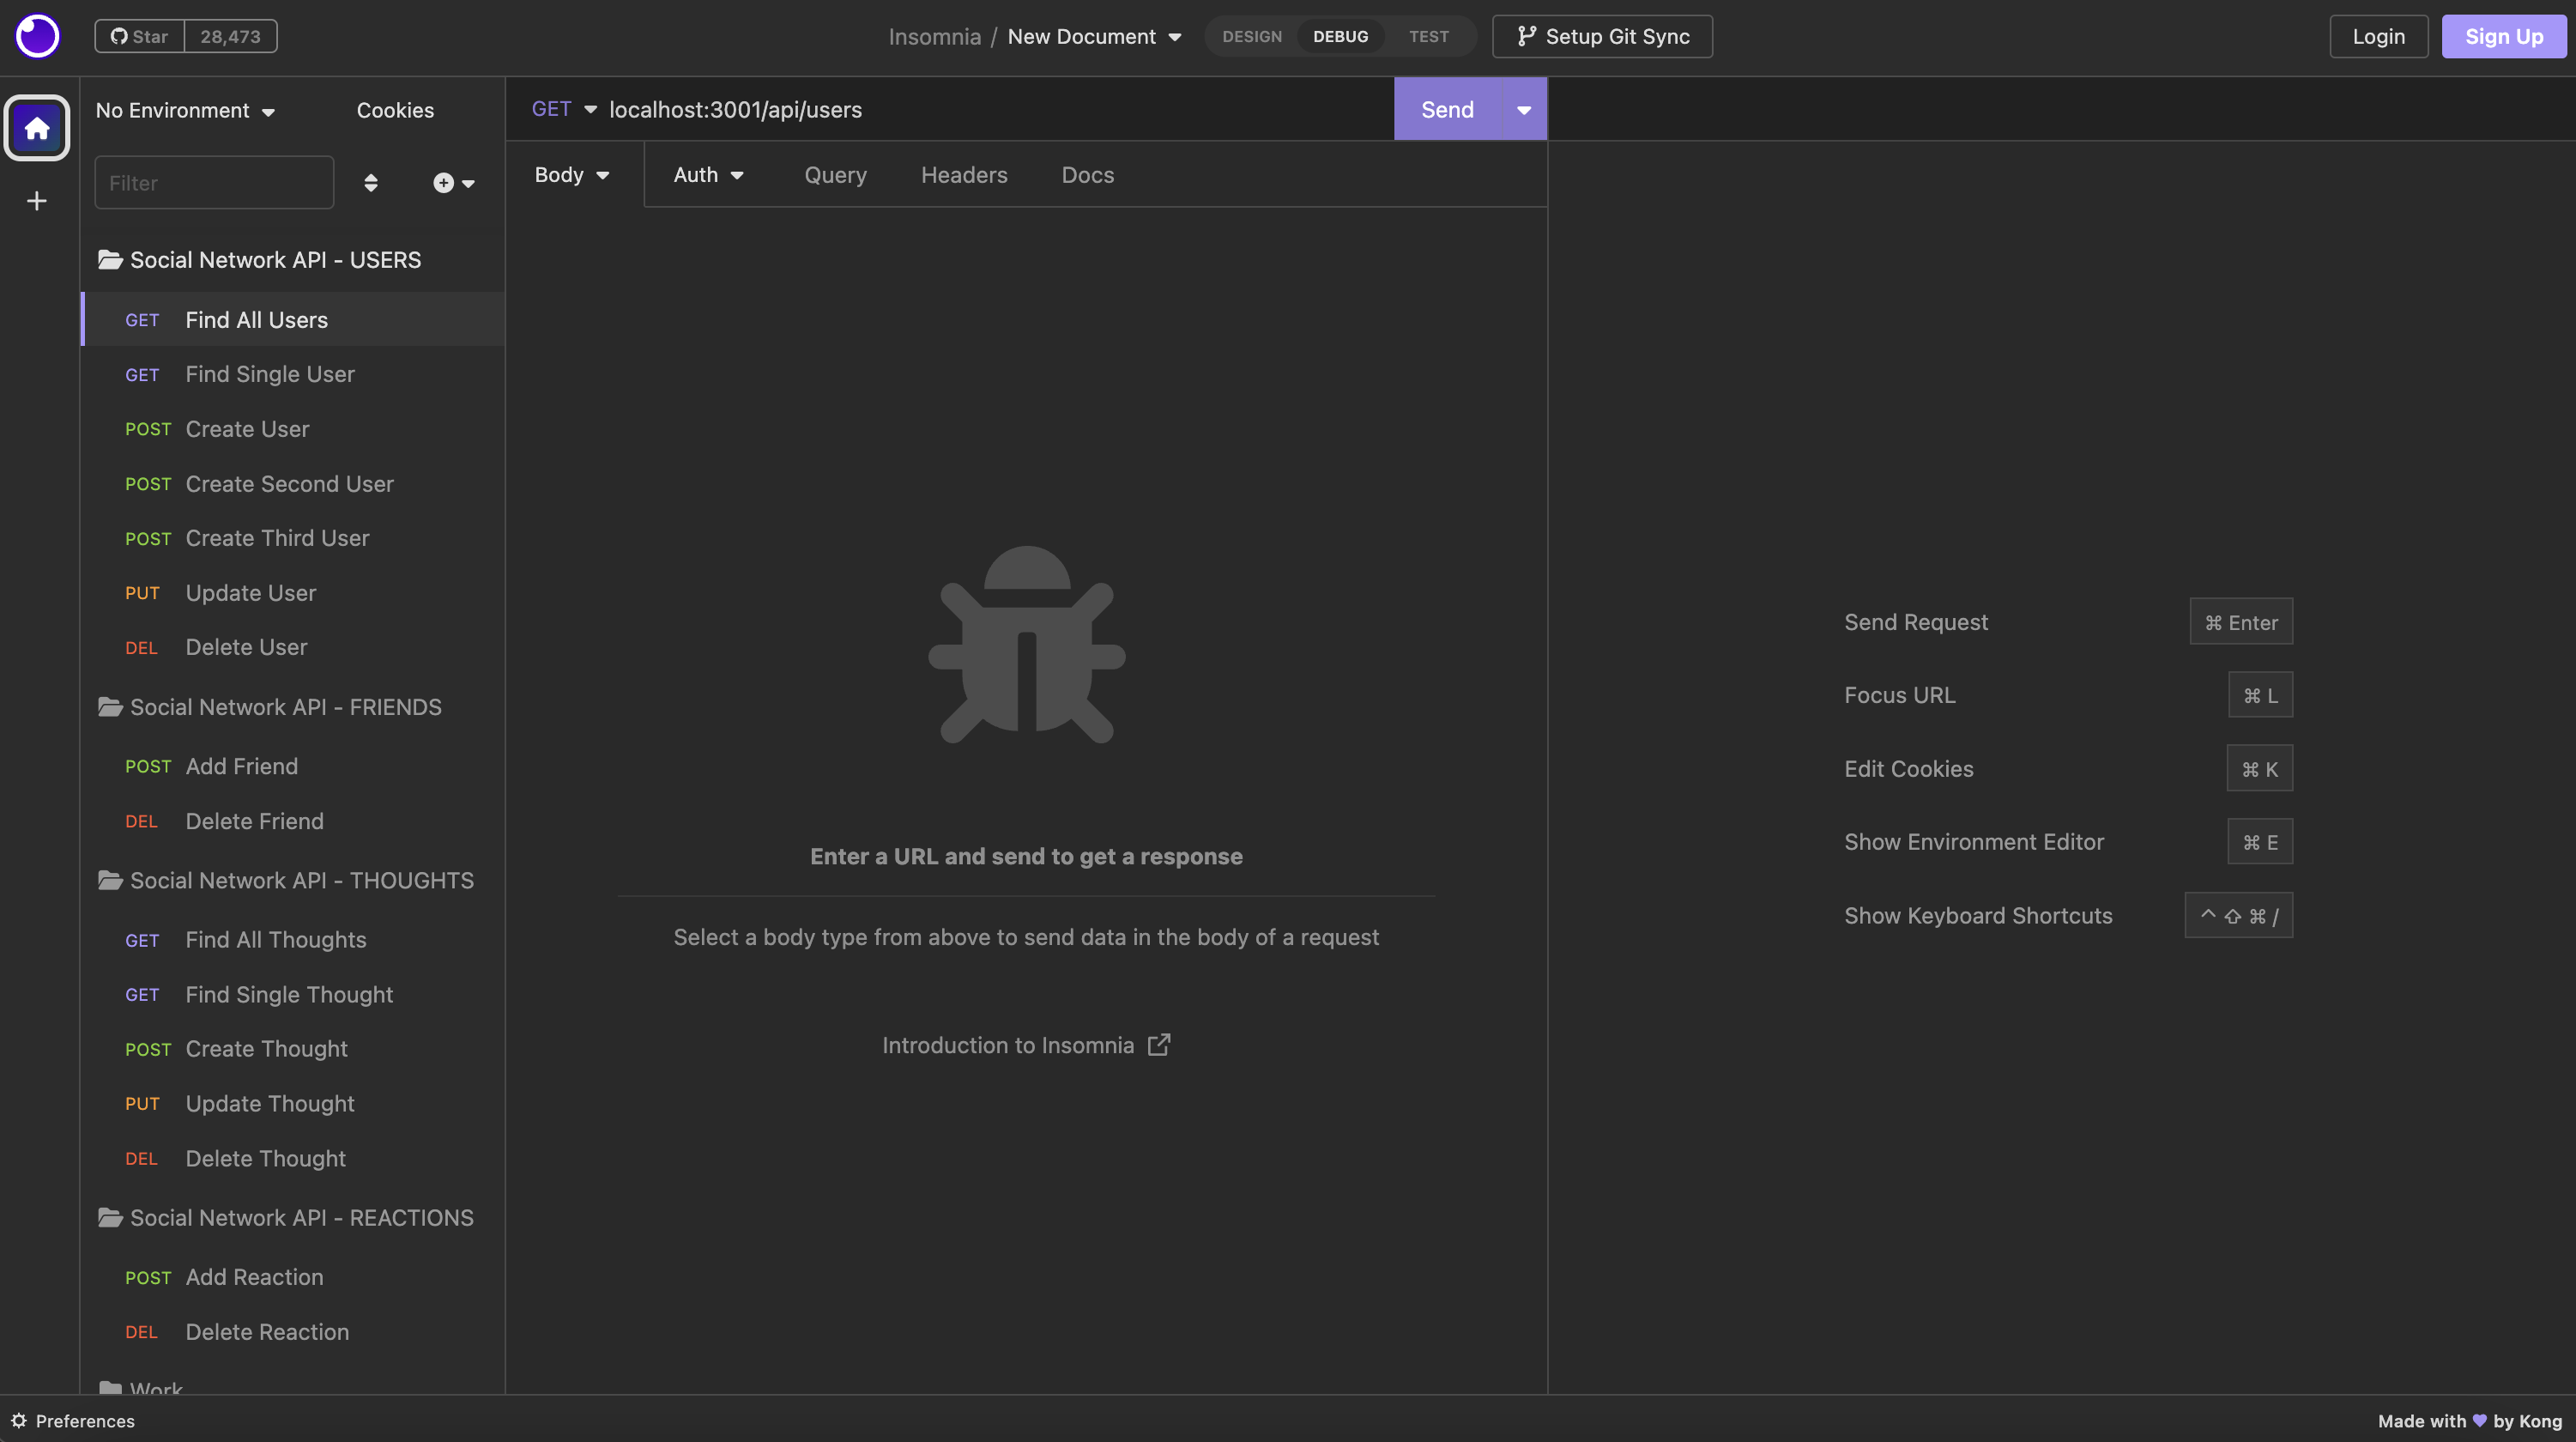 Star 28,473
Insomnia / New Document
DESIGN DEBUG TEST
Setup Git Sync
Login
Sign Up
No Environment
Cookies
Filter
Social Network API - USERS
GET Find All Users
GET Find Single User
POST Create User
POST Create Second User
POST Create Third User
PUT Update User
DEL Delete User
Social Network API - FRIENDS
POST Add Friend
DEL Delete Friend
Social Network API - THOUGHTS
GET Find All Thoughts
GET Find Single Thought
POST Create Thought
PUT Update Thought
DEL Delete Thought
Social Network API - REACTIONS
POST Add Reaction
DEL Delete Reaction
Work
GET localhost:3001/api/users
Send
Body Auth Query Headers Docs
Enter a URL and send to get a response
Select a body type from above to send data in the body of a request
Introduction to Insomnia
Send Request ⌘ Enter
Focus URL ⌘ L
Edit Cookies ⌘ K
Show Environment Editor ⌘ E
Show Keyboard Shortcuts ⌃ ⇧ ⌘ /
Preferences
Made with 💜 by Kong